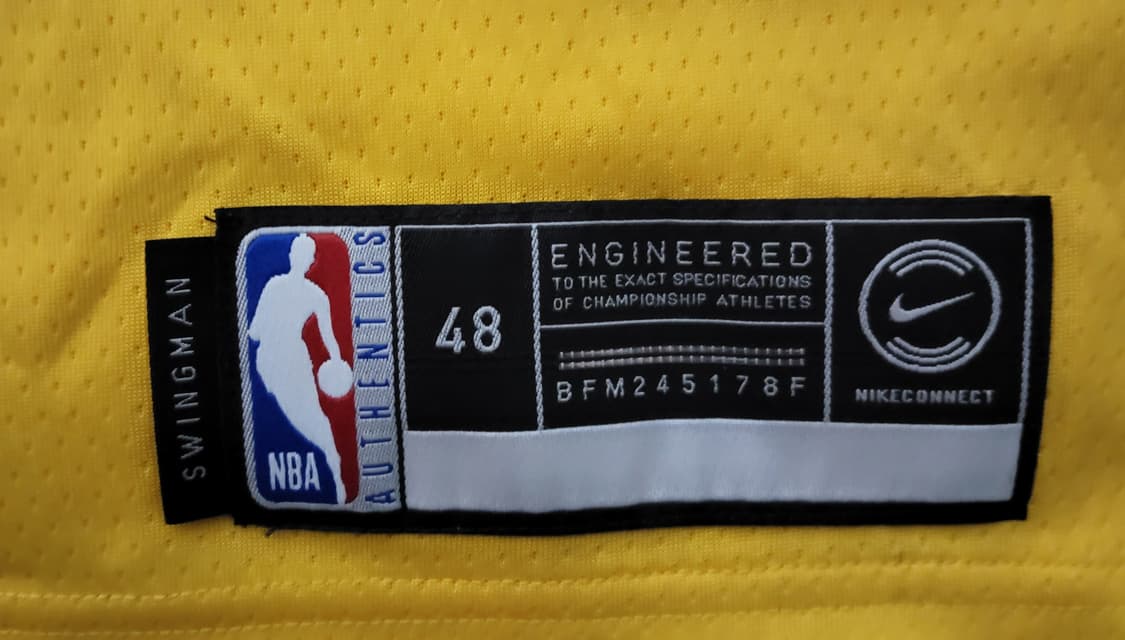 SWINGMAN
NBA
AUTHENTICS
48
ENGINEERED
TO THE EXACT SPECIFICATIONS
OF CHAMPIONSHIP ATHLETES
BFM245178F
NIKECONNECT